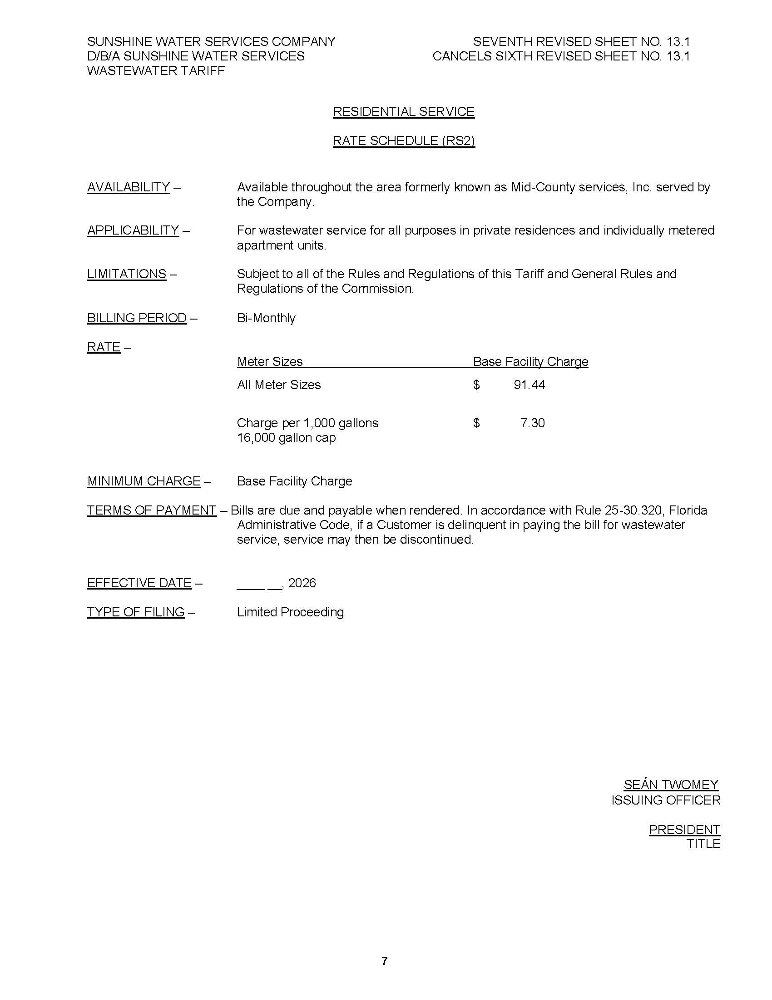 SUNSHINE WATER SERVICES COMPANY SEVENTH REVISED SHEET NO. 13.1
D/B/A SUNSHINE WATER SERVICES CANCELS SIXTH REVISED SHEET NO. 13.1
WASTEWATER TARIFF
RESIDENTIAL SERVICE
RATE SCHEDULE (RS2)
AVAILABILITY – Available throughout the area formerly known as Mid-County services, Inc. served by
the Company.
APPLICABILITY – For wastewater service for all purposes in private residences and individually metered
apartment units.
LIMITATIONS – Subject to all of the Rules and Regulations of this Tariff and General Rules and
Regulations of the Commission.
BILLING PERIOD – Bi-Monthly
RATE –
Meter Sizes Base Facility Charge
All Meter Sizes $ 91.44
Charge per 1,000 gallons $ 7.30
16,000 gallon cap
MINIMUM CHARGE – Base Facility Charge
TERMS OF PAYMENT – Bills are due and payable when rendered. In accordance with Rule 25-30.320, Florida
Administrative Code, if a Customer is delinquent in paying the bill for wastewater
service, service may then be discontinued.
EFFECTIVE DATE – ____ __, 2026
TYPE OF FILING – Limited Proceeding
SEÁN TWOMEY
ISSUING OFFICER
PRESIDENT
TITLE
7